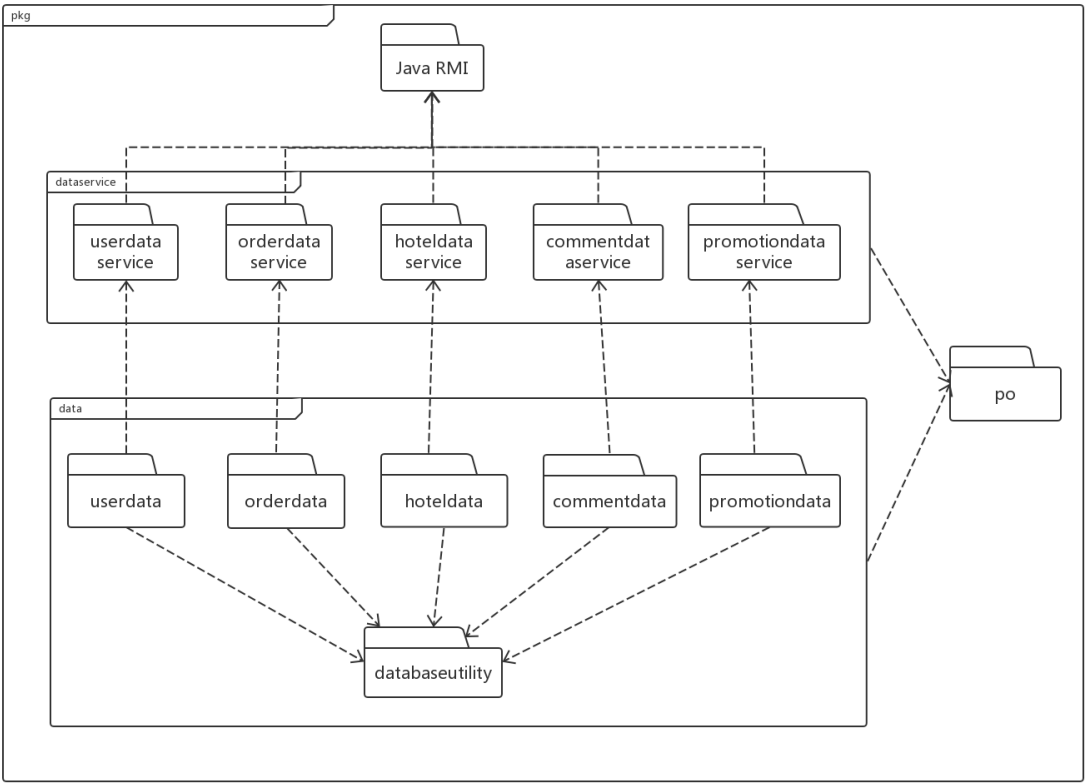 pkg
Java RMI
dataservice
userdata
service
orderdata
service
hoteldata
service
commentdat
aservice
promotiondata
service
po
data
userdata
orderdata
hoteldata
commentdata
promotiondata
databaseutility